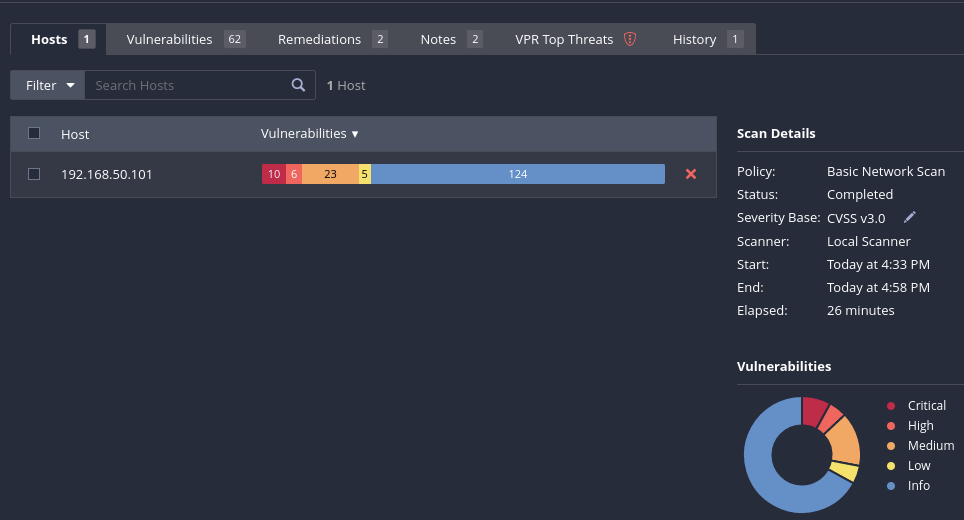 Hosts 1 Vulnerabilities 62 Remediations 2 Notes 2 VPR Top Threats History 1
Filter Search Hosts 1 Host
Host Vulnerabilities
192.168.50.101 10 6 23 5 124
Scan Details
Policy: Basic Network Scan
Status: Completed
Severity Base: CVSS v3.0
Scanner: Local Scanner
Start: Today at 4:33 PM
End: Today at 4:58 PM
Elapsed: 26 minutes
Vulnerabilities
Critical
High
Medium
Low
Info